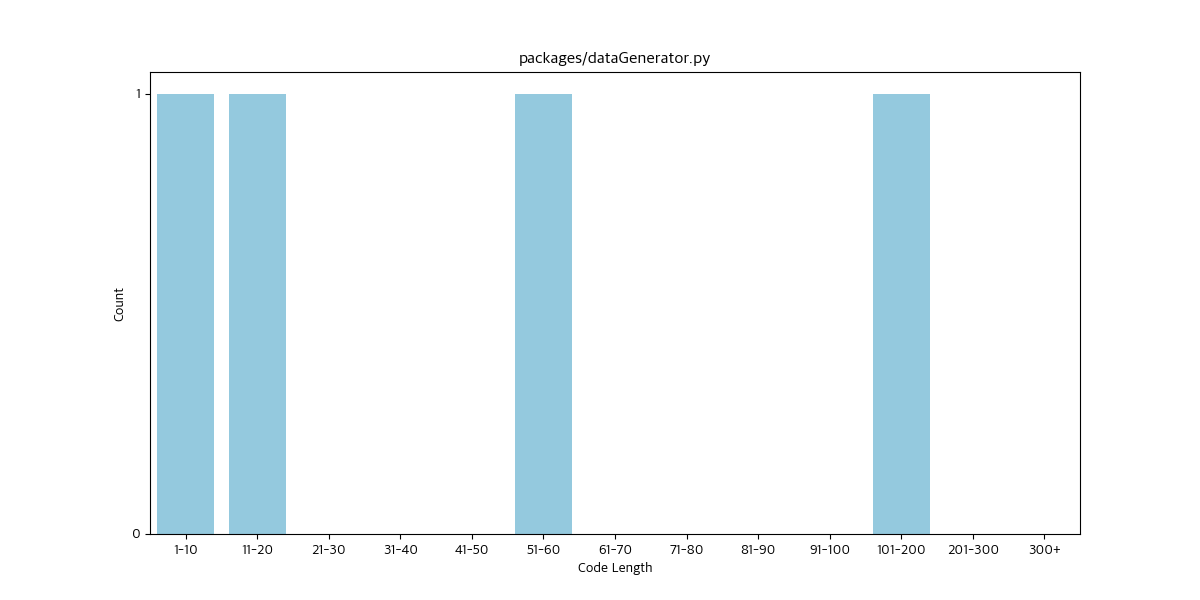 packages/dataGenerator.py
1
Count
0
1-10 11-20 21-30 31-40 41-50 51-60 61-70 71-80 81-90 91-100 101-200 201-300 300+
Code Length